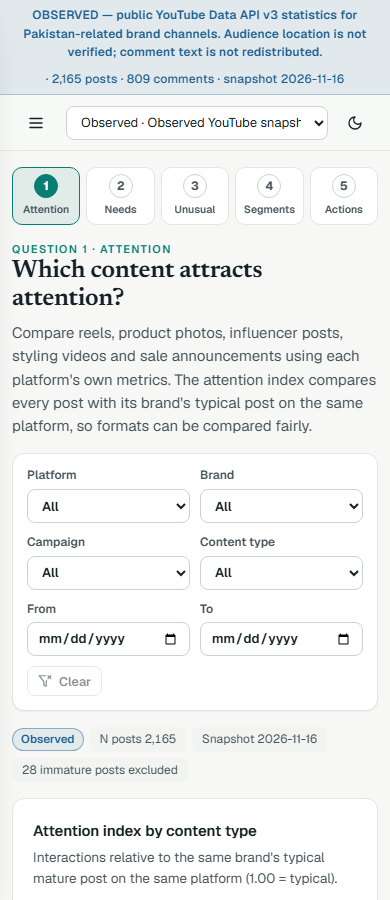 OBSERVED — public YouTube Data API v3 statistics for
Pakistan-related brand channels. Audience location is not
verified; comment text is not redistributed.
· 2,165 posts · 809 comments · snapshot 2026-11-16
Observed · Observed YouTube snapsh
1
Attention
2
Needs
3
Unusual
4
Segments
5
Actions
QUESTION 1 · ATTENTION
Which content attracts
attention?
Compare reels, product photos, influencer posts,
styling videos and sale announcements using each
platform's own metrics. The attention index compares
every post with its brand's typical post on the same
platform, so formats can be compared fairly.
Platform
Brand
All
All
Campaign
Content type
All
All
From
To
mm/dd/yyyy
mm/dd/yyyy
Clear
Observed
N posts 2,165
Snapshot 2026-11-16
28 immature posts excluded
Attention index by content type
Interactions relative to the same brand's typical
mature post on the same platform (1.00 = typical).